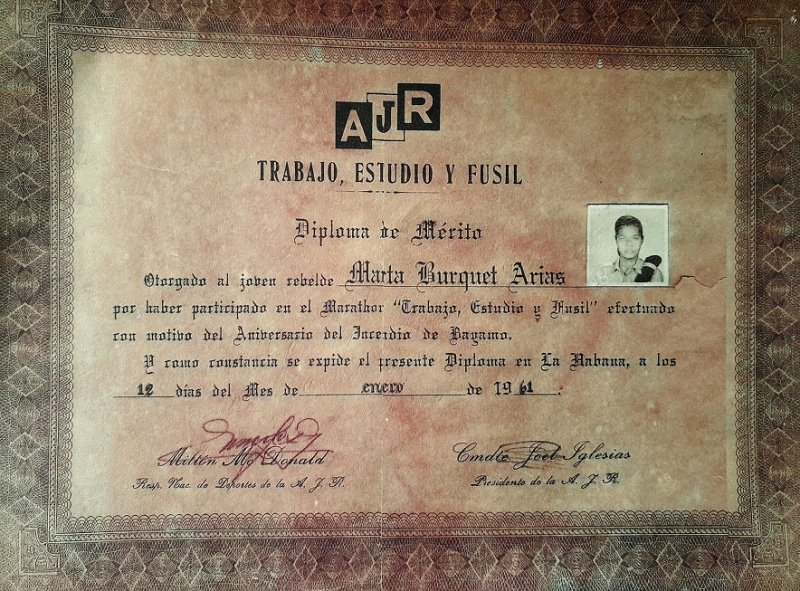 AJR
TRABAJO, ESTUDIO Y FUSIL
Diploma de Mérito
Otorgado al joven rebelde Marta Burquet Arias
por haber participado en el Marathor "Trabajo, Estudio y Fusil" efectuado
con motivo del Aniversario del Incerdio de Bayamo.
Y como constancia se expide el presente Diploma en La Habana, a los
12 días del Mes de enero de 1961.
Milton Mc Donald
Cmdte Joel Iglesias
Resp. Nac. de Deportes de la A. J. R.
Presidente de la A. J. R.